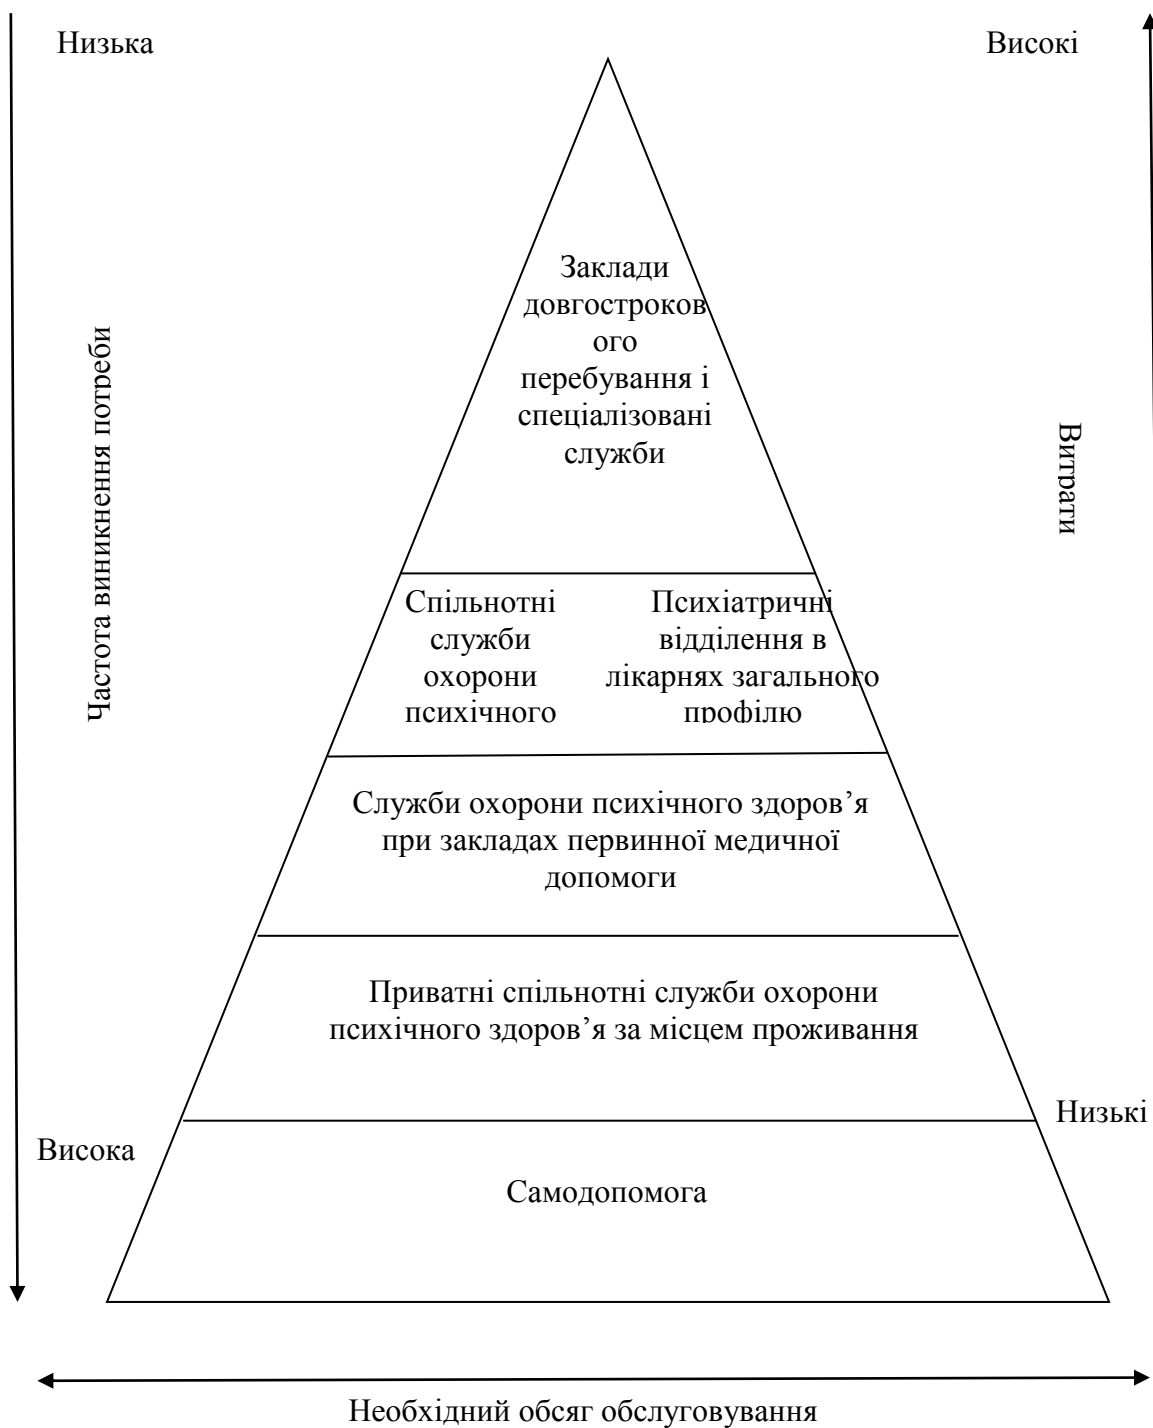 Низька
Високі
Заклади
довгостроков
ого
перебування і
спеціалізовані
служби
Частота виникнення потреби
Витрати
Спільнотні
служби
охорони
психічного
Психіатричні
відділення в
лікарнях загального
профілю
Служби охорони психічного здоров’я
при закладах первинної медичної
допомоги
Приватні спільнотні служби охорони
психічного здоров’я за місцем проживання
Низькі
Висока
Самодопомога
Необхідний обсяг обслуговування